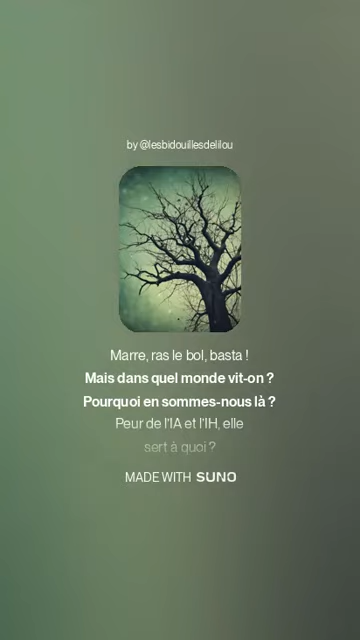 by @lesbidouillesdelilou
Marre, ras le bol, basta !
Mais dans quel monde vit-on ?
Pourquoi en sommes-nous là ?
Peur de l'IA et l'IH, elle
sert à quoi ?
MADE WITH SUNO